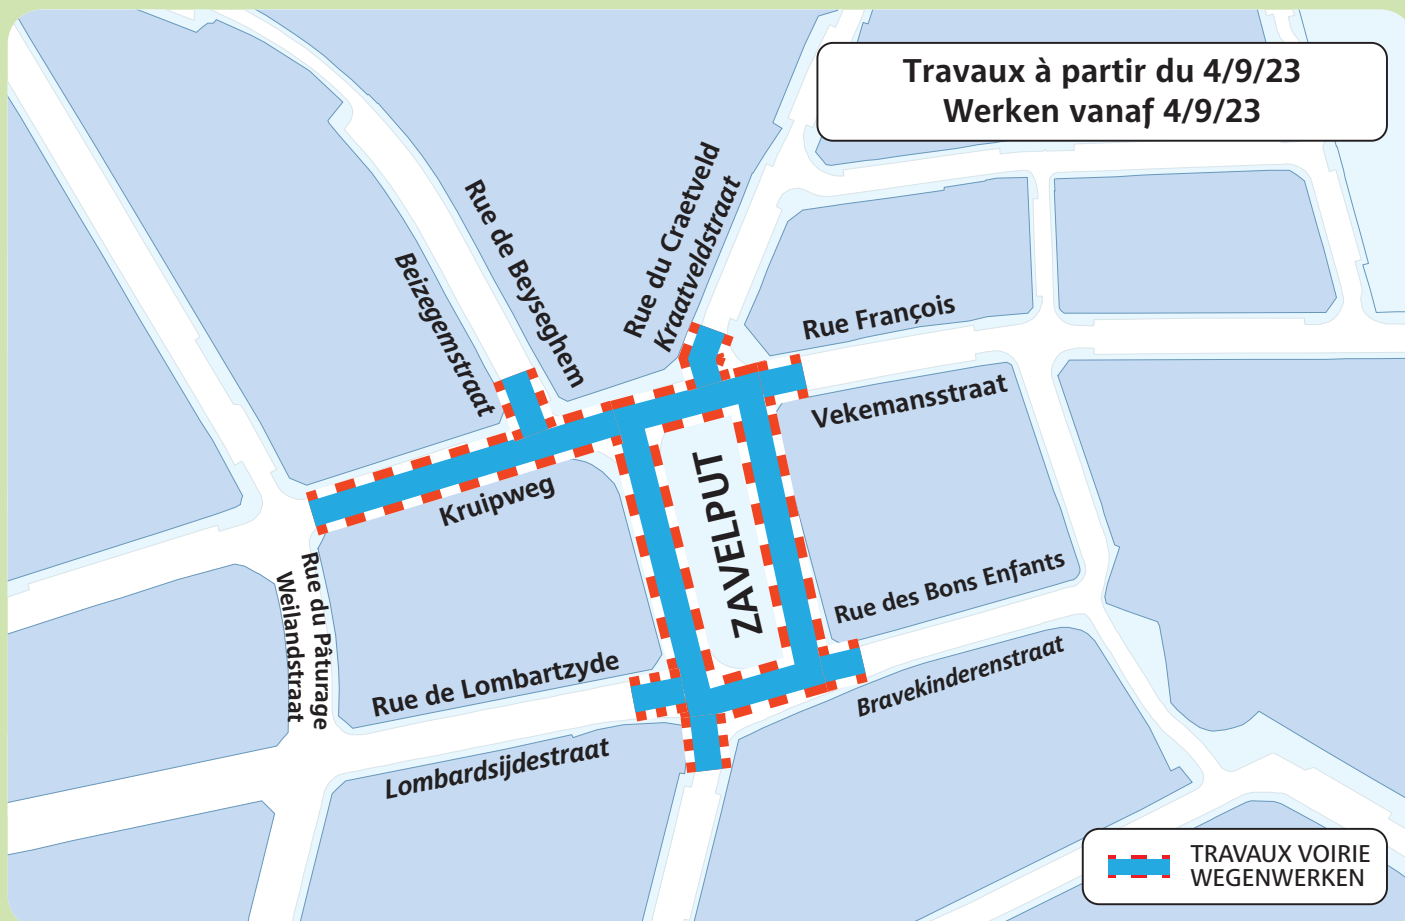 Travaux à partir du 4/9/23
Werken vanaf 4/9/23
Rue de Beyseghem
Beizegemstraat
Rue du Craetveld
Kraatveldstraat
Rue François
Vekemansstraat
Kruipweg
ZAVELPUT
Rue du Pâturage
Weilandstraat
Rue de Lombartzyde
Lombardsijdestraat
Rue des Bons Enfants
Bravekinderenstraat
TRAVAUX VOIRIE
WEGENWERKEN